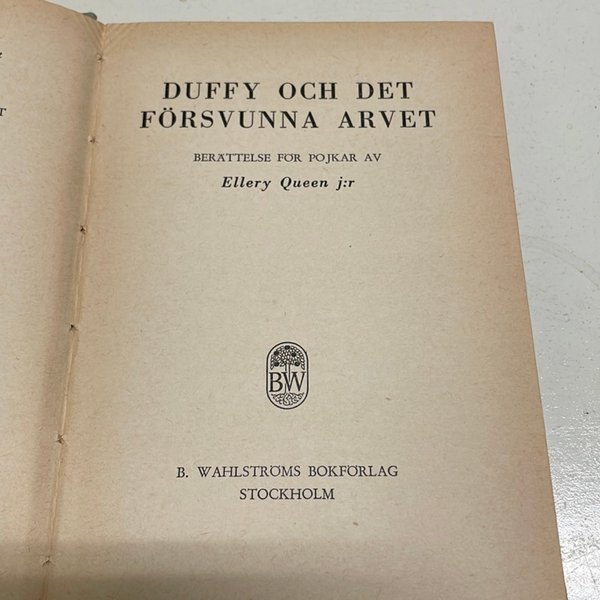 T
DUFFY OCH DET
FÖRSVUNNA ARVET
BERÄTTELSE FÖR POJKAR AV
Ellery Queen j:r
BW
B. WAHLSTRÖMS BOKFÖRLAG
STOCKHOLM